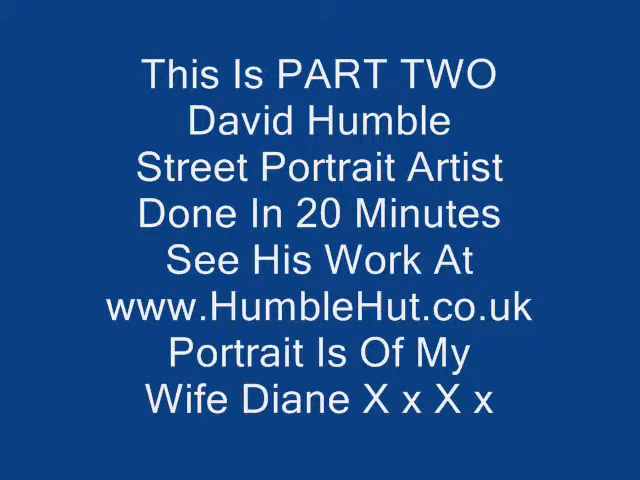 This Is PART TWO
David Humble
Street Portrait Artist
Done In 20 Minutes
See His Work At
www.HumbleHut.co.uk
Portrait Is Of My
Wife Diane X x X x